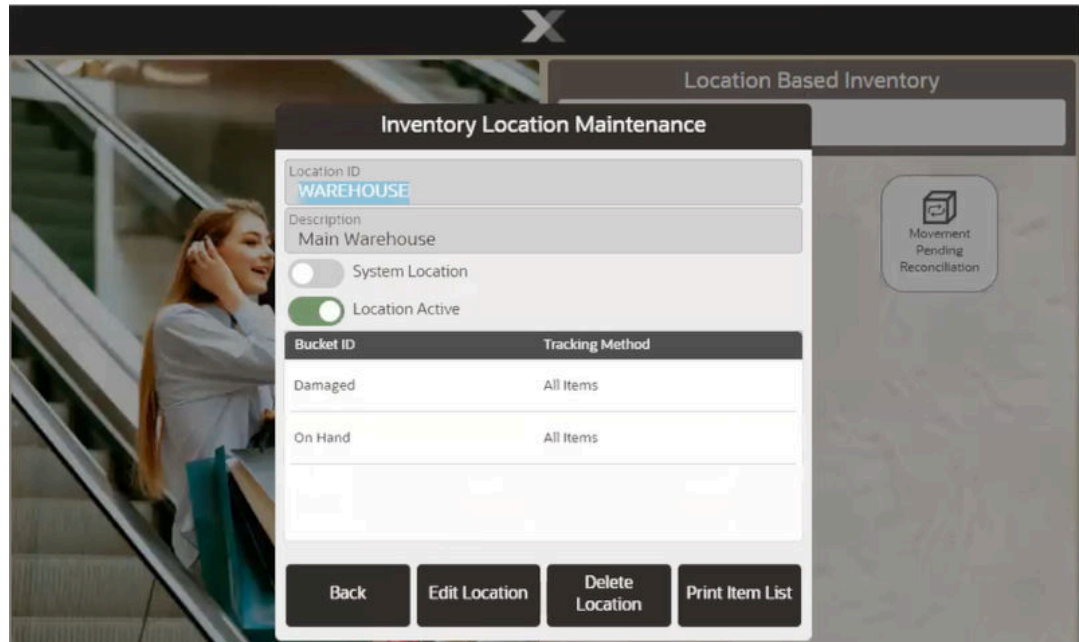 Location Based Inventory
Inventory Location Maintenance
Location ID
WAREHOUSE
Description
Main Warehouse
System Location
Location Active
Bucket ID Tracking Method
Damaged All Items
On Hand All Items
Movement
Pending
Reconciliation
Back
Edit Location
Delete
Location
Print Item List